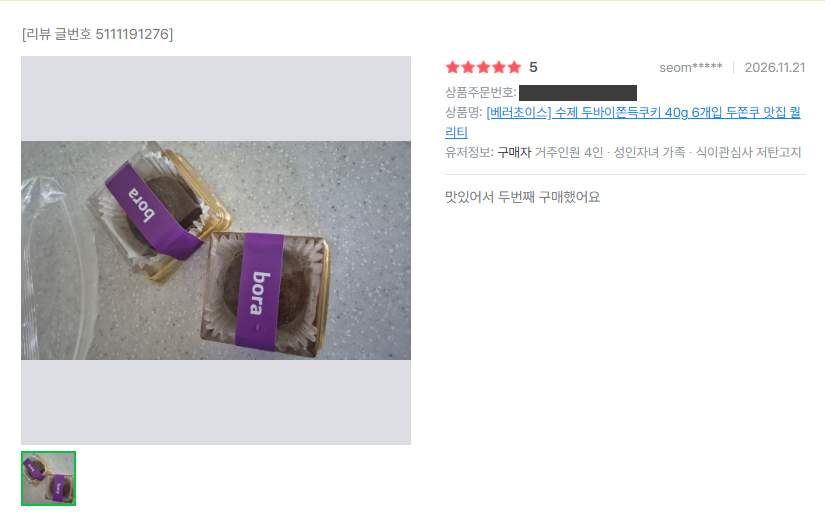 [리뷰 글번호 5111191276]
★★★★★ 5 seom***** | 2026.11.21
상품주문번호:
상품명: [베러초이스] 수제 두바이쫀득쿠키 40g 6개입 두쫀쿠 맛집 퀄
리티
유저정보: 구매자 거주인원 4인 · 성인자녀 가족 · 식이관심사 저탄고지
맛있어서 두번째 구매했어요
bora
bora